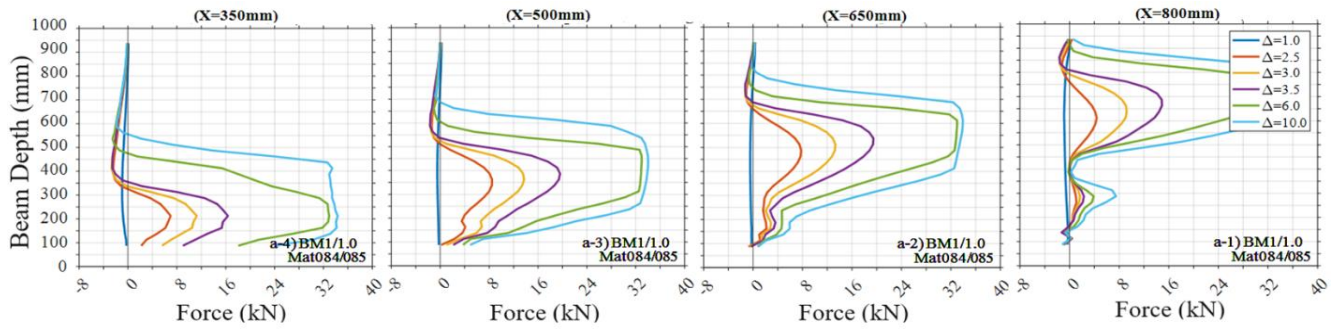 (X=350mm)
(X=500mm)
(X=650mm)
(X=800mm)
Beam Depth (mm)
1000
900
800
700
600
500
400
300
200
100
0
Δ=1.0
Δ=2.5
Δ=3.0
Δ=3.5
Δ=6.0
Δ=10.0
a-4) BM1/1.0
Mat084/085
a-3) BM1/1.0
Mat084/085
a-2) BM1/1.0
Mat084/085
a-1) BM1/1.0
Mat084/085
-8 0 8 16 24 32 40
-8 0 8 16 24 32 40
-8 0 8 16 24 32 40
-8 0 8 16 24 32 40
Force (kN)
Force (kN)
Force (kN)
Force (kN)